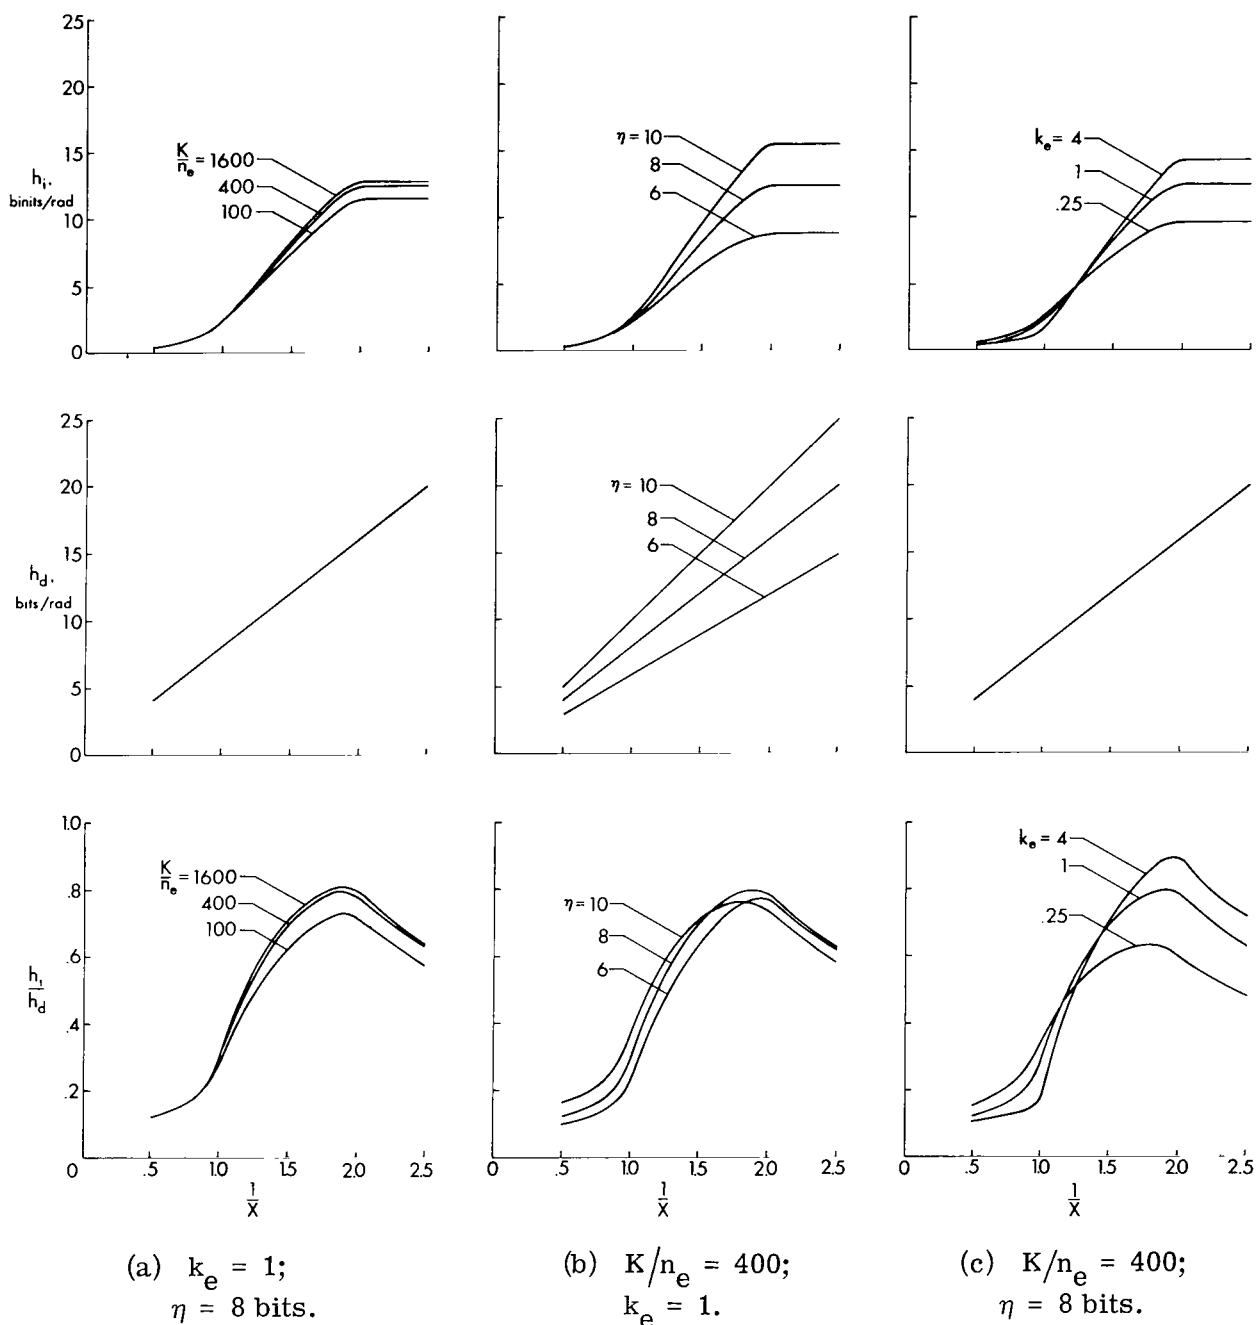 25
20
15
10
5
0
h_i,
binits/rad
K/n_e = 1600
400
100
η = 10
8
6
k_e = 4
1
.25
25
20
15
10
5
0
h_d,
bits/rad
η = 10
8
6
1.0
.8
.6
.4
.2
0
h_i/h_d
K/n_e = 1600
400
100
.5 1.0 1.5 2.0 2.5
1/X
η = 10
8
6
0 .5 1.0 1.5 2.0 2.5
1/X
k_e = 4
1
.25
0 .5 1.0 1.5 2.0 2.5
1/X
(a) k_e = 1;
η = 8 bits.
(b) K/n_e = 400;
k_e = 1.
(c) K/n_e = 400;
η = 8 bits.